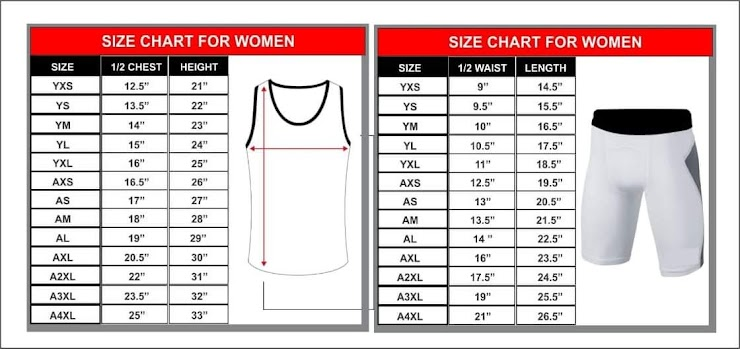 SIZE CHART FOR WOMEN
SIZE 1/2 CHEST HEIGHT
YXS 12.5” 21”
YS 13.5” 22”
YM 14” 23”
YL 15” 24”
YXL 16” 25”
AXS 16.5” 26”
AS 17” 27”
AM 18” 28”
AL 19” 29”
AXL 20.5” 30”
A2XL 22” 31”
A3XL 23.5” 32”
A4XL 25” 33”
SIZE CHART FOR WOMEN
SIZE 1/2 WAIST LENGTH
YXS 9” 14.5”
YS 9.5” 15.5”
YM 10” 16.5”
YL 10.5” 17.5”
YXL 11” 18.5”
AXS 12.5” 19.5”
AS 13” 20.5”
AM 13.5” 21.5”
AL 14 ” 22.5”
AXL 16” 23.5”
A2XL 17.5” 24.5”
A3XL 19” 25.5”
A4XL 21” 26.5”